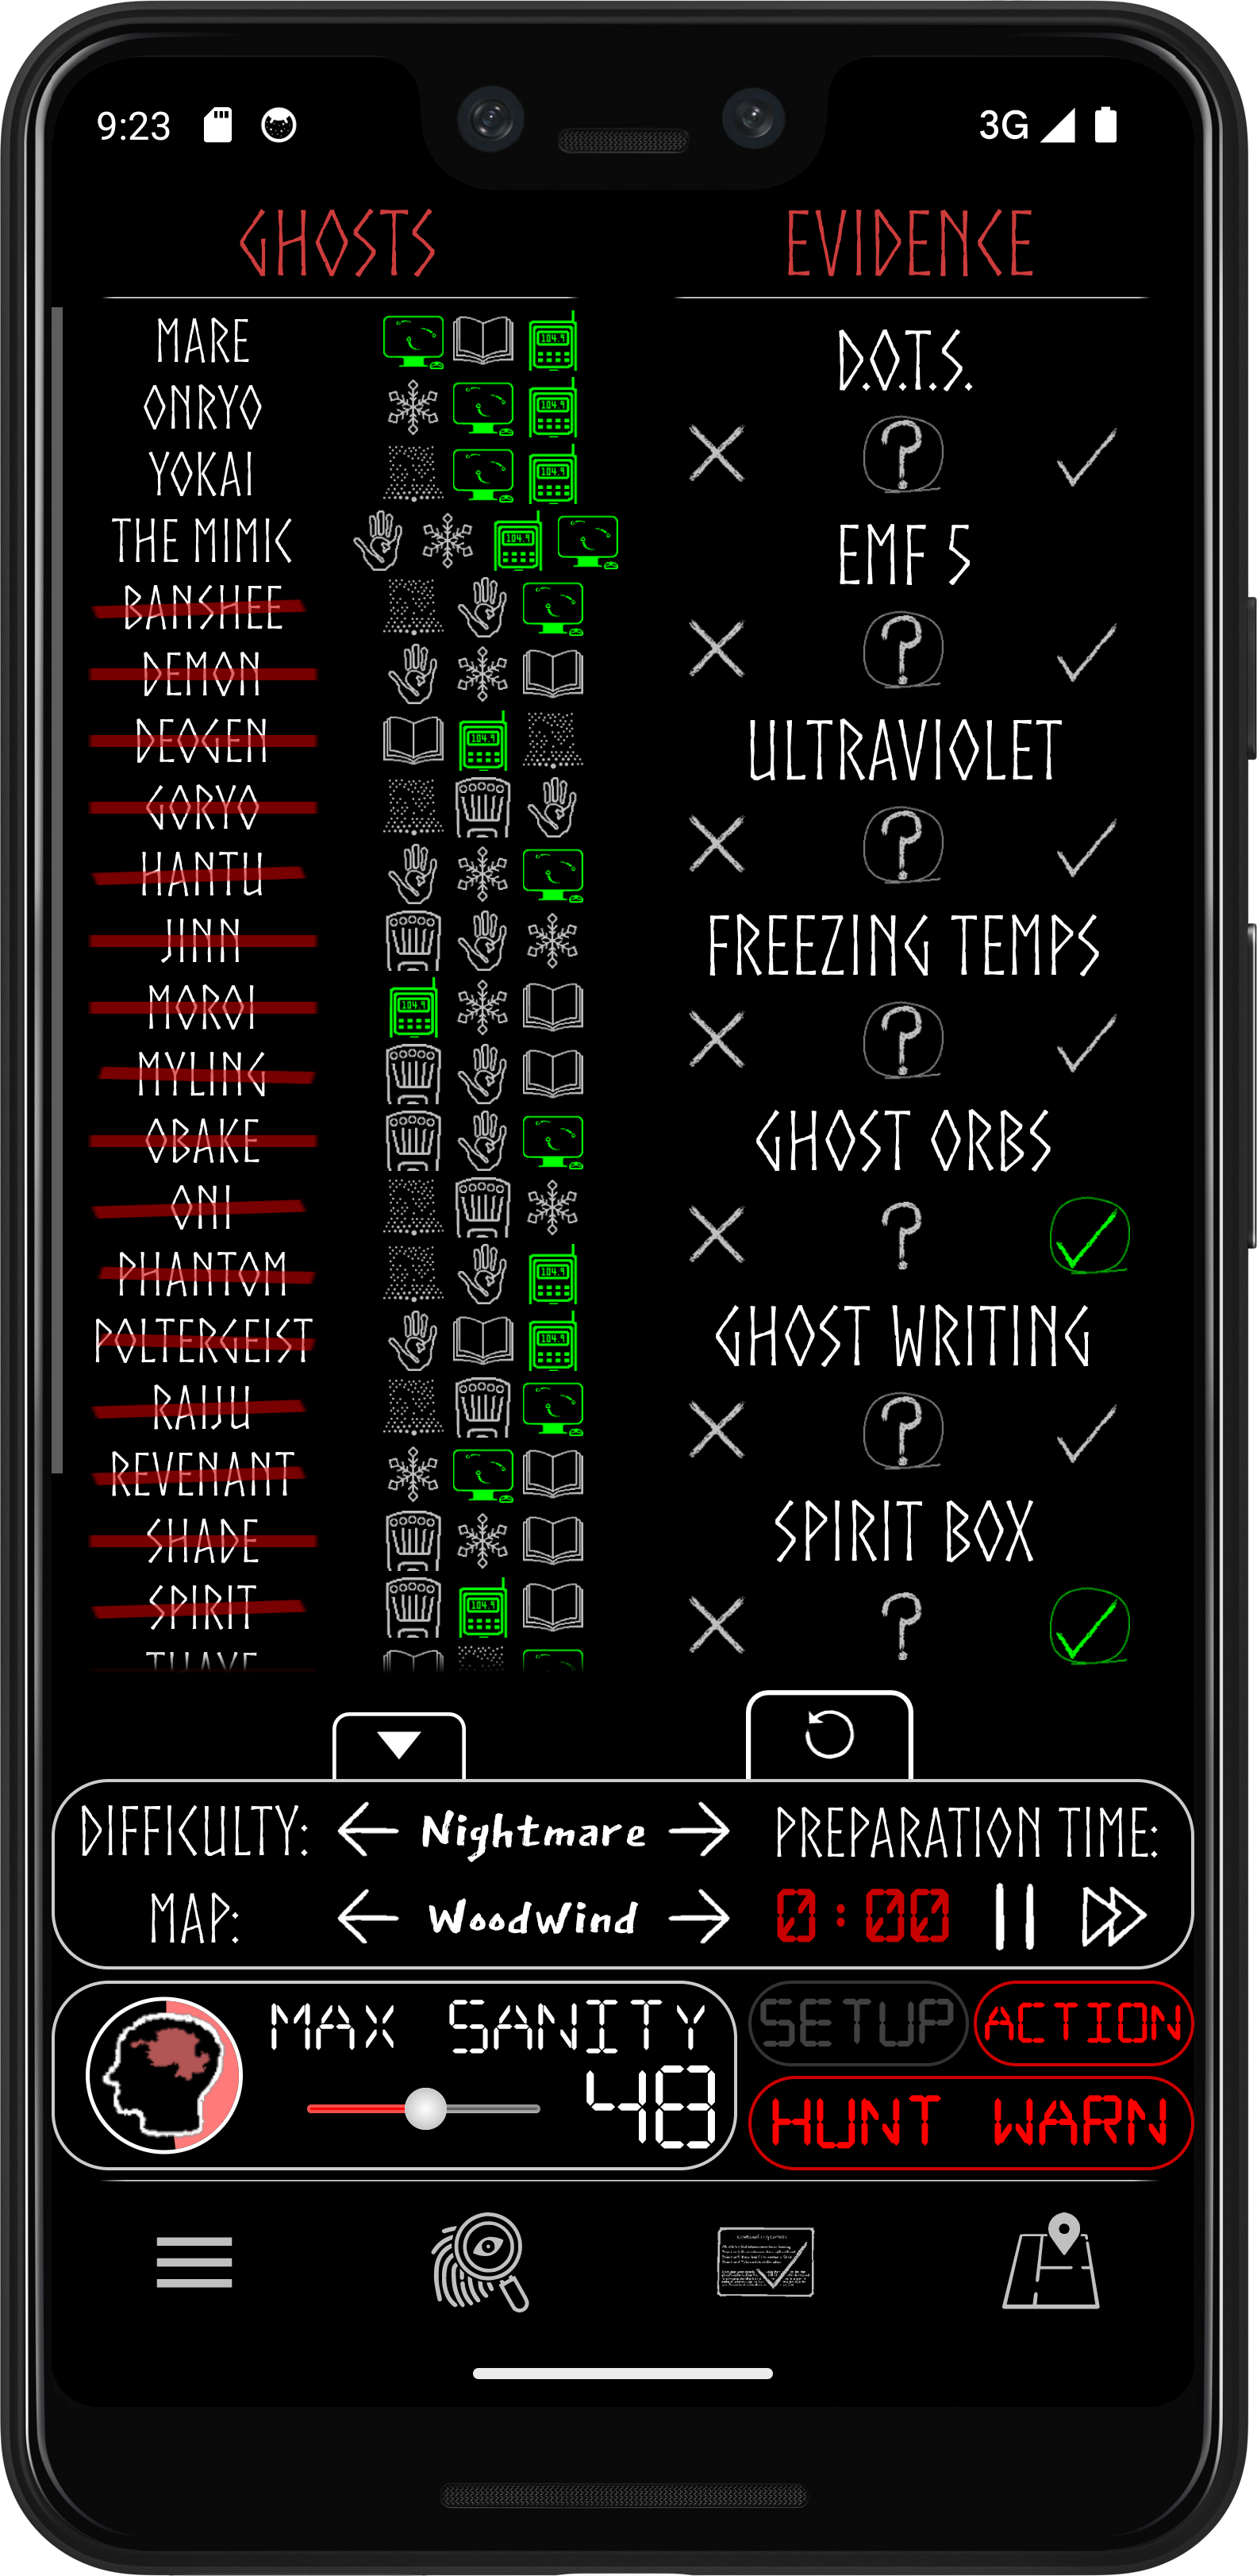 9:23
3G
GHOSTS
EVIDENCE
MARE
ONRYO
YOKAI
THE MIMIC
BANSHEE
DEMON
DEOGEN
GORYO
HANTU
JINN
MOROI
MYLING
OBAKE
ONI
PHANTOM
POLTERGEIST
RAIJU
REVENANT
SHADE
SPIRIT
D.O.T.S.
EMF 5
ULTRAVIOLET
FREEZING TEMPS
GHOST ORBS
GHOST WRITING
SPIRIT BOX
DIFFICULTY:
Nightmare
PREPARATION TIME:
MAP:
WoodWind
0:00
MAX SANITY
48
SETUP
ACTION
HUNT WARN